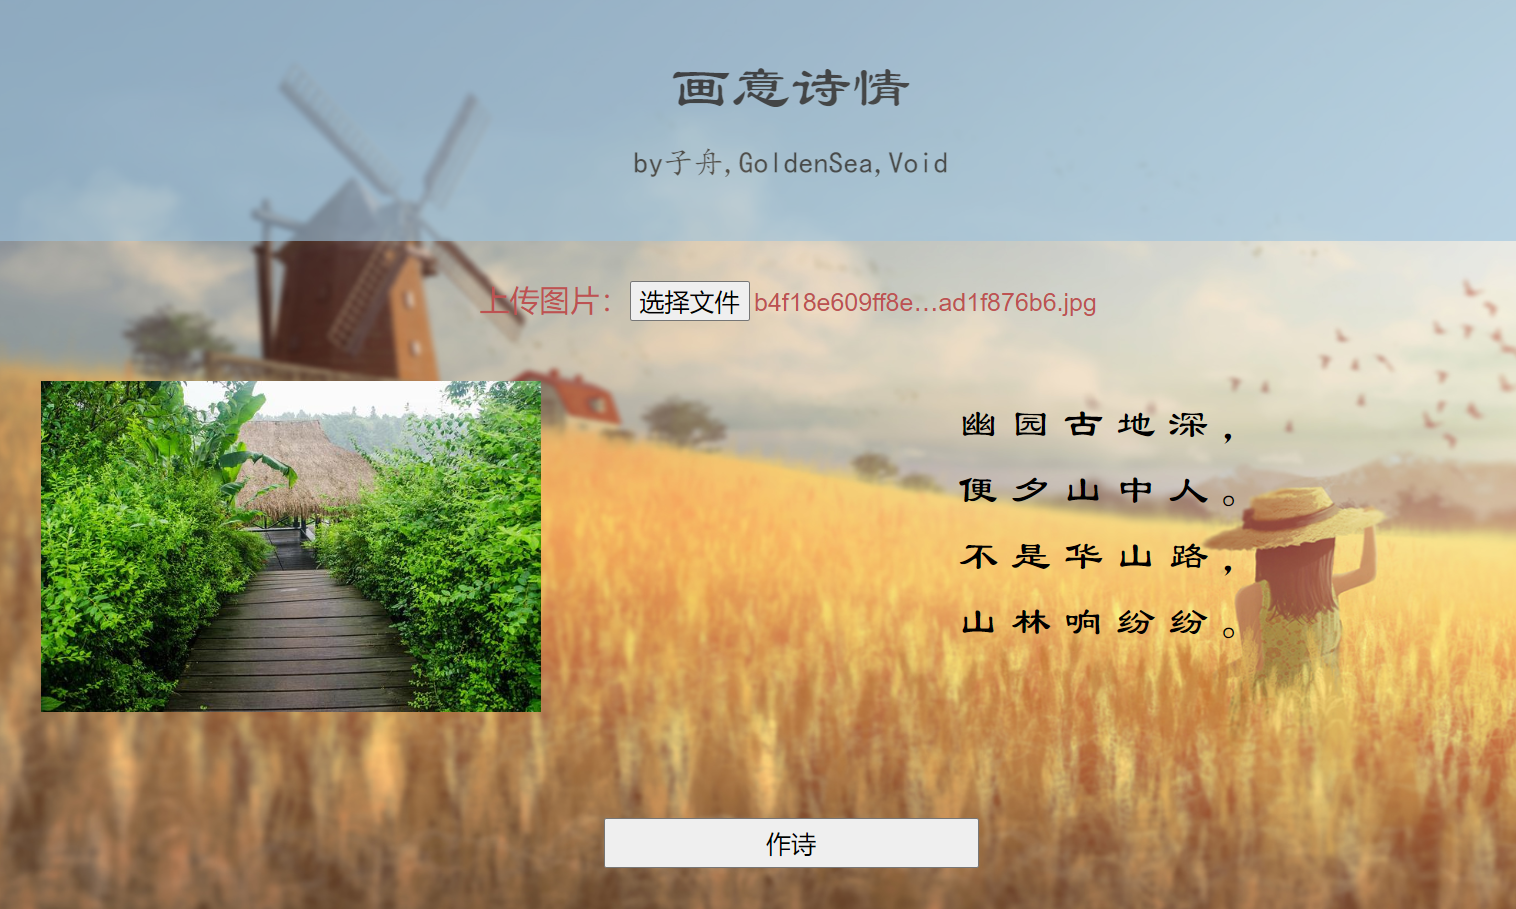 画意诗情
by子舟,GoldenSea,Void
上传图片：选择文件 b4f18e609ff8e...ad1f876b6.jpg
幽园古地深，
便夕山中人。
不是华山路，
山林响纷纷。
作诗